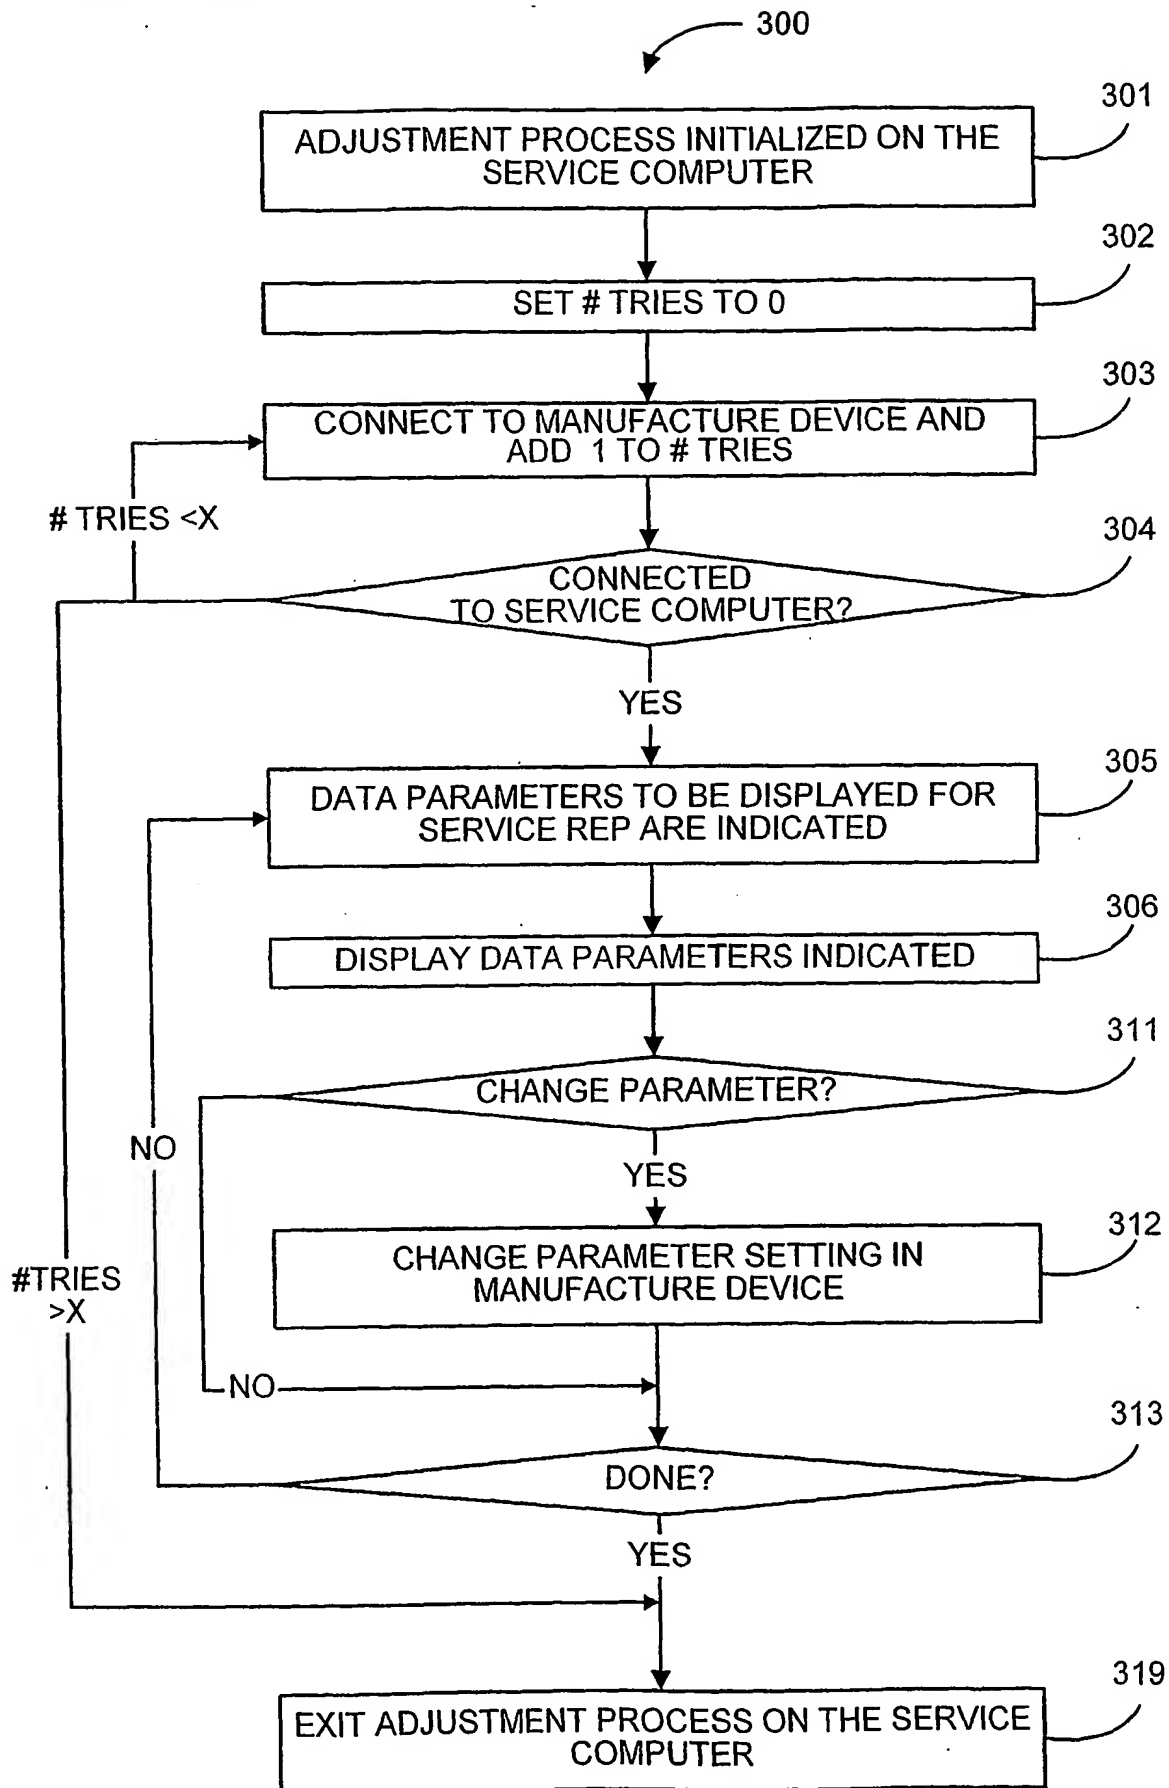 300
301
ADJUSTMENT PROCESS INITIALIZED ON THE
SERVICE COMPUTER
302
SET # TRIES TO 0
303
CONNECT TO MANUFACTURE DEVICE AND
ADD 1 TO # TRIES
# TRIES <X
304
CONNECTED
TO SERVICE COMPUTER?
YES
305
DATA PARAMETERS TO BE DISPLAYED FOR
SERVICE REP ARE INDICATED
306
DISPLAY DATA PARAMETERS INDICATED
311
CHANGE PARAMETER?
NO
YES
312
CHANGE PARAMETER SETTING IN
MANUFACTURE DEVICE
#TRIES
>X
NO
313
DONE?
YES
319
EXIT ADJUSTMENT PROCESS ON THE SERVICE
COMPUTER